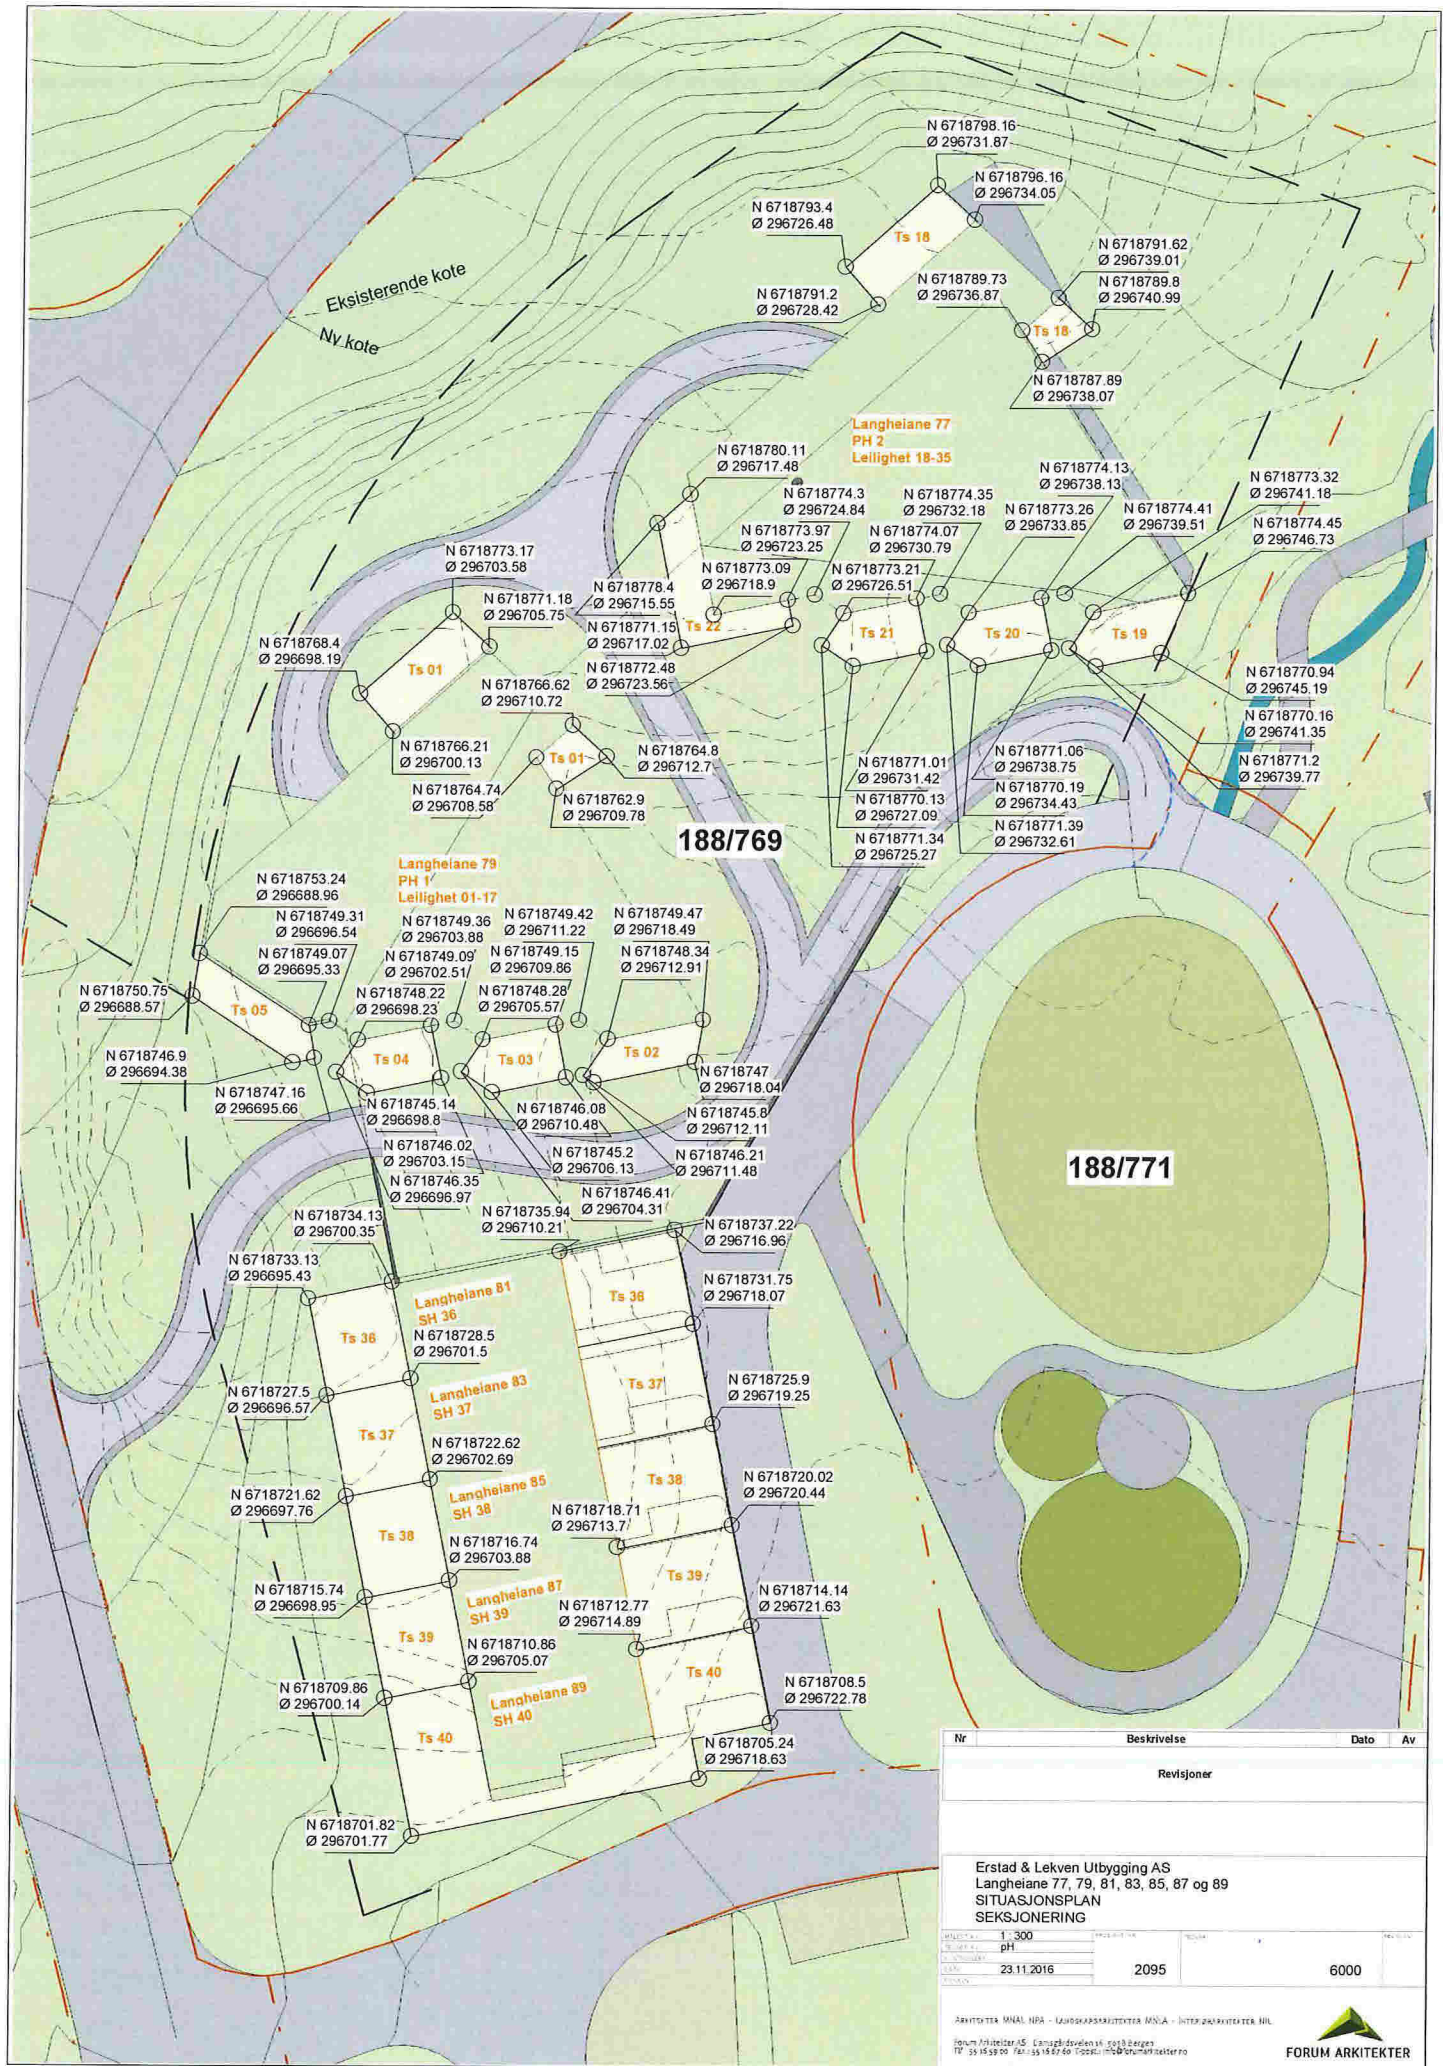 N 6718798.16
Ø 296731.87
N 6718796.16
Ø 296734.05
N 6718793.4
Ø 296726.48
Ts 18
N 6718791.62
Ø 296739.01
N 6718789.73
Ø 296736.87
N 6718789.8
Ø 296740.99
N 6718791.2
Ø 296728.42
Eksisterende kote
Ny kote
Ts 18
N 6718787.89
Ø 296738.07
Langheiane 77
PH 2
Leilighet 18-35
N 6718780.11
Ø 296717.48
N 6718774.13
Ø 296738.13
N 6718773.32
Ø 296741.18
N 6718774.3
Ø 296724.84
N 6718774.35
Ø 296732.18
N 6718773.26
Ø 296733.85
N 6718774.41
Ø 296739.51
N 6718774.45
Ø 296746.73
N 6718773.97
Ø 296723.25
N 6718774.07
Ø 296730.79
N 6718773.17
Ø 296703.58
N 6718773.09
Ø 296718.9
N 6718773.21
Ø 296726.51
N 6718778.4
Ø 296715.55
N 6718771.18
Ø 296705.75
Ts 22
Ts 21
Ts 20
Ts 19
N 6718771.15
Ø 296717.02
N 6718768.4
Ø 296698.19
Ts 01
N 6718772.48
Ø 296723.56
N 6718770.94
Ø 296745.19
N 6718766.62
Ø 296710.72
N 6718770.16
Ø 296741.35
N 6718766.21
Ø 296700.13
Ts 01
N 6718764.8
Ø 296712.7
N 6718771.01
Ø 296731.42
N 6718771.06
Ø 296738.75
N 6718771.2
Ø 296739.77
N 6718764.74
Ø 296708.58
N 6718762.9
Ø 296709.78
N 6718770.13
Ø 296727.09
N 6718770.19
Ø 296734.43
188/769
N 6718771.34
Ø 296725.27
N 6718771.39
Ø 296732.61
Langheiane 79
PH 1
Leilighet 01-17
N 6718753.24
Ø 296688.96
N 6718749.31
Ø 296696.54
N 6718749.36
Ø 296703.88
N 6718749.42
Ø 296711.22
N 6718749.47
Ø 296718.49
N 6718749.07
Ø 296695.33
N 6718749.09
Ø 296702.51
N 6718749.15
Ø 296709.86
N 6718748.34
Ø 296712.91
N 6718750.75
Ø 296688.57
N 6718748.22
Ø 296698.23
N 6718748.28
Ø 296705.57
Ts 05
Ts 04
Ts 03
Ts 02
N 6718746.9
Ø 296694.38
N 6718747
Ø 296718.04
N 6718747.16
Ø 296695.66
N 6718745.14
Ø 296698.8
N 6718746.08
Ø 296710.48
N 6718745.8
Ø 296712.11
N 6718746.02
Ø 296703.15
N 6718745.2
Ø 296706.13
N 6718746.21
Ø 296711.48
N 6718746.35
Ø 296696.97
N 6718746.41
Ø 296704.31
188/771
N 6718734.13
Ø 296700.35
N 6718735.94
Ø 296710.21
N 6718737.22
Ø 296716.96
N 6718733.13
Ø 296695.43
Langheiane 81
SH 36
Ts 36
N 6718731.75
Ø 296718.07
Ts 36
N 6718728.5
Ø 296701.5
N 6718727.5
Ø 296696.57
Langheiane 83
SH 37
Ts 37
N 6718725.9
Ø 296719.25
Ts 37
N 6718722.62
Ø 296702.69
Langheiane 85
SH 38
Ts 38
N 6718720.02
Ø 296720.44
N 6718721.62
Ø 296697.76
N 6718718.71
Ø 296713.7
Ts 38
N 6718716.74
Ø 296703.88
Ts 39
N 6718715.74
Ø 296698.95
Langheiane 87
SH 39
N 6718712.77
Ø 296714.89
N 6718714.14
Ø 296721.63
Ts 39
N 6718710.86
Ø 296705.07
Ts 40
N 6718709.86
Ø 296700.14
Langheiane 89
SH 40
N 6718708.5
Ø 296722.78
Ts 40
N 6718705.24
Ø 296718.63
N 6718701.82
Ø 296701.77
Nr Beskrivelse Dato Av
Revisjoner
Erstad & Lekven Utbygging AS
Langheiane 77, 79, 81, 83, 85, 87 og 89
SITUASJONSPLAN
SEKSJONERING
1 : 300
pH
23.11.2016 2095 6000
ARKITEKTER MNAL NPA - LANDSKAPSARKITEKTER MNLA - INTERIØRARKITEKTER NIL
Forum Arkitekter AS
FORUM ARKITEKTER